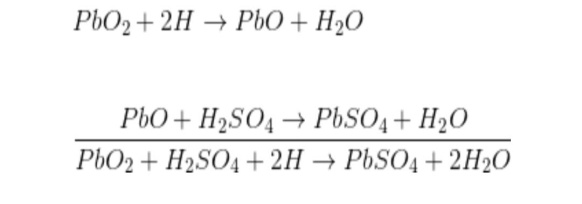 PbO₂ + 2H → PbO + H₂O
PbO + H₂SO₄ → PbSO₄ + H₂O
PbO₂ + H₂SO₄ + 2H → PbSO₄ + 2H₂O